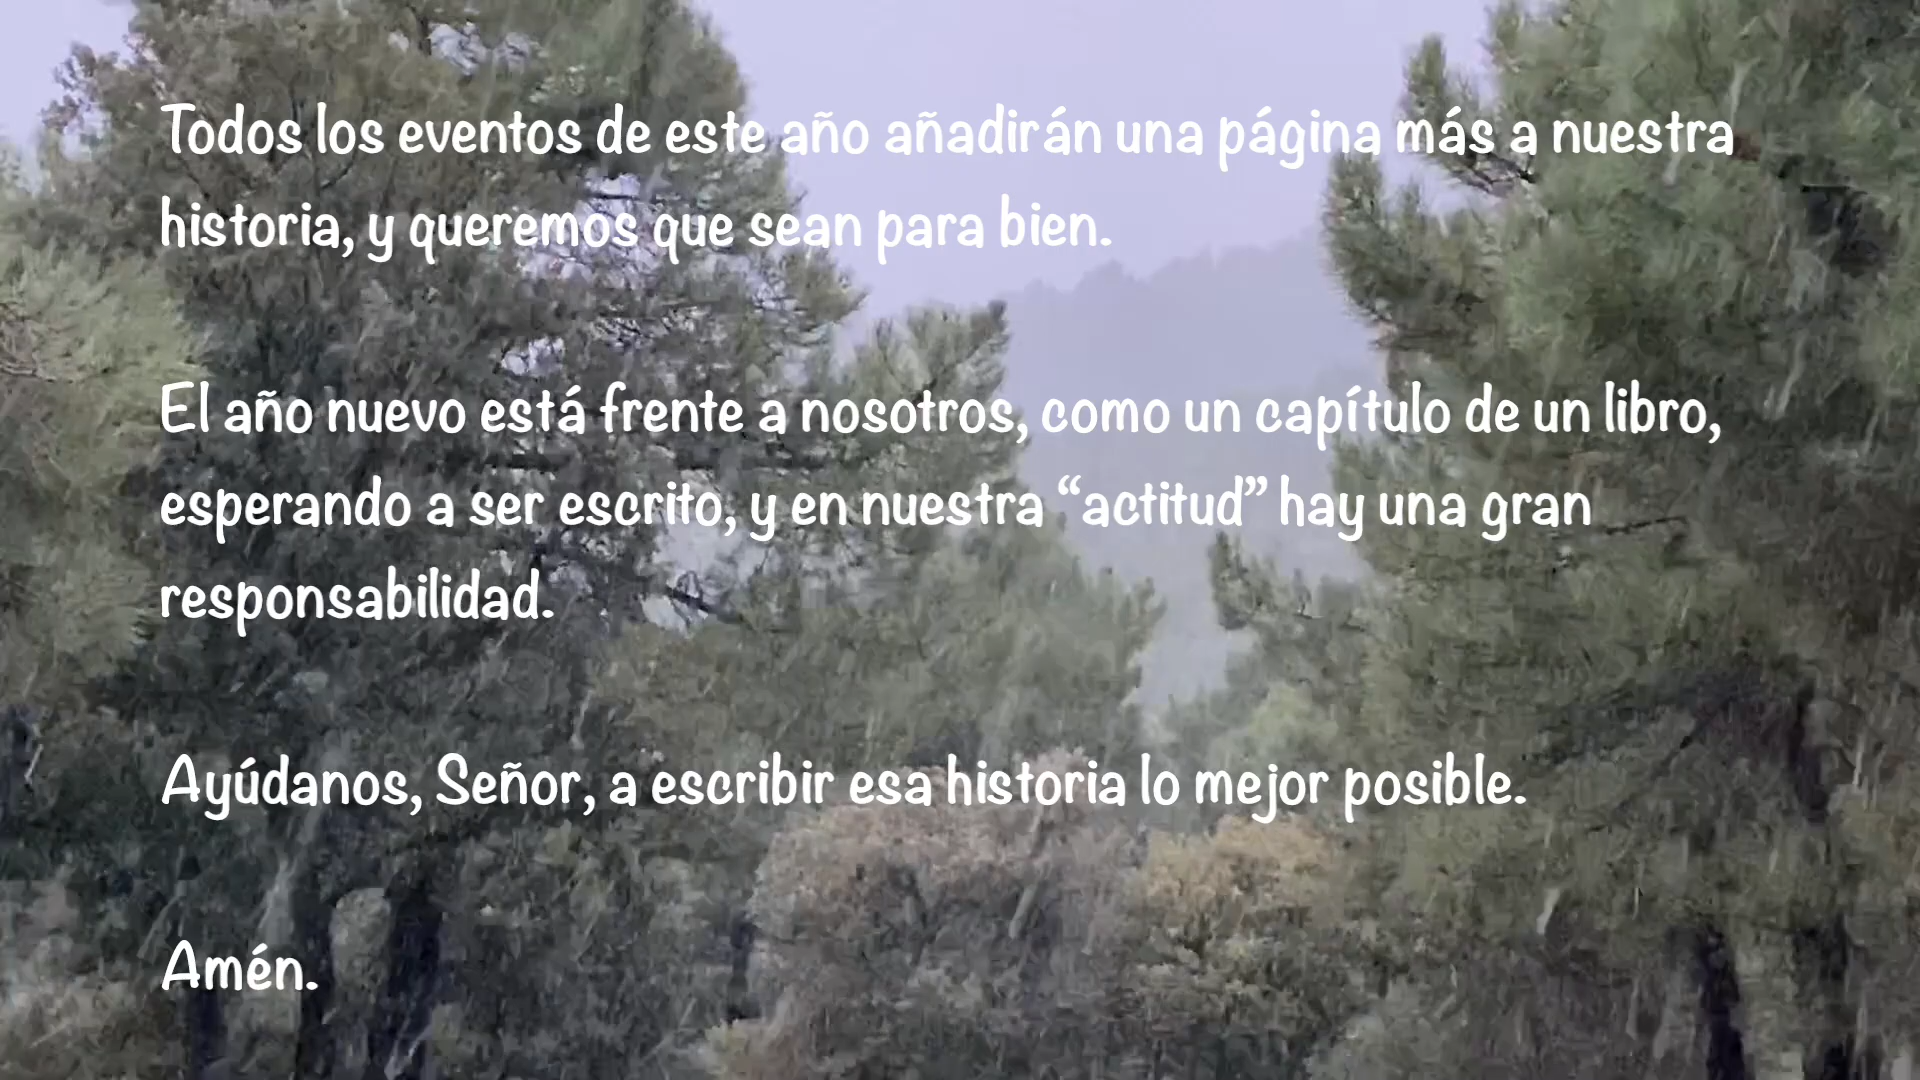 Todos los eventos de este año añadirán una página más a nuestra
historia, y queremos que sean para bien.
El año nuevo está frente a nosotros, como un capítulo de un libro,
esperando a ser escrito, y en nuestra “actitud” hay una gran
responsabilidad.
Ayúdanos, Señor, a escribir esa historia lo mejor posible.
Amén.